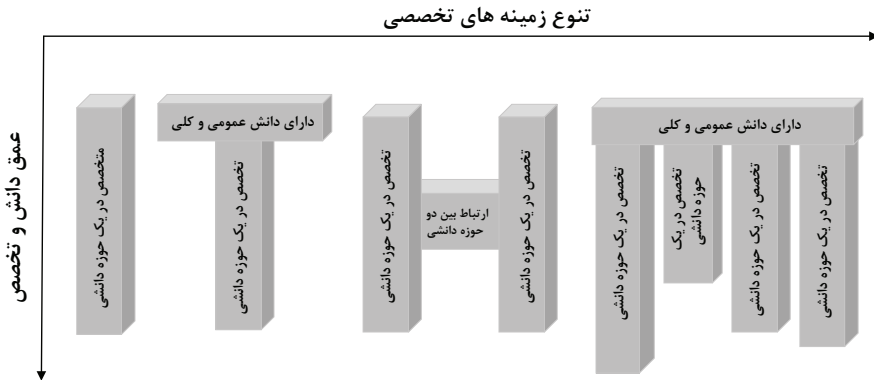 تنوع زمینه های تخصصی
عمق دانش و تخصص
متخصص در یک حوزه دانشی
دارای دانش عمومی و کلی
تخصص در یک حوزه دانشی
تخصص در یک حوزه دانشی
ارتباط بین دو
حوزه دانشی
تخصص در یک حوزه دانشی
دارای دانش عمومی و کلی
تخصص در یک حوزه دانشی
تخصص در یک
حوزه دانشی
تخصص در یک حوزه دانشی
تخصص در یک حوزه دانشی